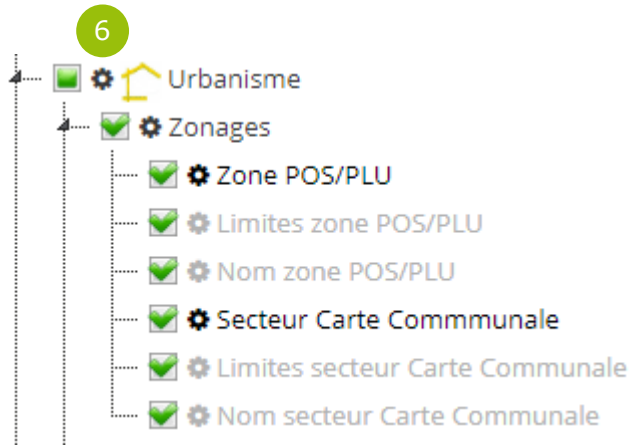 6
Urbanisme
Zonages
Zone POS/PLU
Limites zone POS/PLU
Nom zone POS/PLU
Secteur Carte Commmunale
Limites secteur Carte Communale
Nom secteur Carte Communale